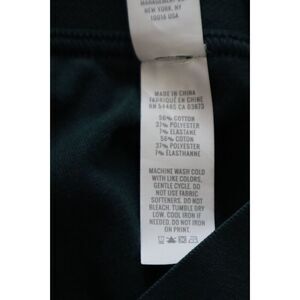 NEW YORK, NY
10018 USA
MADE IN CHINA
FABRIQUÉ EN CHINE
RN 54485 CA 03873
56% COTTON
37% POLYESTER
7% ELASTANE
56% COTON
37% POLYESTER
7% ÉLASTHANNE
MACHINE WASH COLD
WITH LIKE COLORS,
GENTLE CYCLE. DO
NOT USE FABRIC
SOFTENERS. DO NOT
BLEACH. TUMBLE DRY
LOW. COOL IRON IF
NEEDED. DO NOT IRON
ON PRINT.